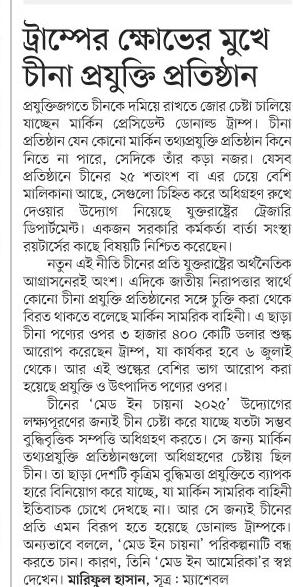 ট্রাম্পের ক্ষোভের মুখে
চীনা প্রযুক্তি প্রতিষ্ঠান
প্রযুক্তিজগতে চীনকে দমিয়ে রাখতে জোর চেষ্টা চালিয়ে
যাচ্ছেন মার্কিন প্রেসিডেন্ট ডোনাল্ড ট্রাম্প। চীনা
প্রতিষ্ঠান যেন কোনো মার্কিন তথ্যপ্রযুক্তি প্রতিষ্ঠান কিনে
নিতে না পারে, সেদিকে তাঁর কড়া নজর। যেসব
প্রতিষ্ঠানে চীনের ২৫ শতাংশ বা এর চেয়ে বেশি
মালিকানা আছে, সেগুলো চিহ্নিত করে অধিগ্রহণ রুখে
দেওয়ার উদ্যোগ নিয়েছে যুক্তরাষ্ট্রের ট্রেজারি
ডিপার্টমেন্ট। একজন সরকারি কর্মকর্তা বার্তা সংস্থা
রয়টার্সের কাছে বিষয়টি নিশ্চিত করেছেন।
নতুন এই নীতি চীনের প্রতি যুক্তরাষ্ট্রের অর্থনৈতিক
আগ্রাসনেরই অংশ। এদিকে জাতীয় নিরাপত্তার স্বার্থে
কোনো চীনা প্রযুক্তি প্রতিষ্ঠানের সঙ্গে চুক্তি করা থেকে
বিরত থাকতে বলেছে মার্কিন সামরিক বাহিনী। এ ছাড়া
চীনা পণ্যের ওপর ৩ হাজার ৪০০ কোটি ডলার শুল্ক
আরোপ করেছেন ট্রাম্প, যা কার্যকর হবে ৬ জুলাই
থেকে। আর এই শুল্কের বেশির ভাগ আরোপ করা
হয়েছে প্রযুক্তি ও উৎপাদিত পণ্যের ওপর।
চীনের ‘মেড ইন চায়না ২০২৫’ উদ্যোগের
লক্ষ্যপূরণের জন্যই চীন চেষ্টা করে যাচ্ছে যতটা সম্ভব
বুদ্ধিবৃত্তিক সম্পত্তি অধিগ্রহণ করতে। সে জন্য মার্কিন
তথ্যপ্রযুক্তি প্রতিষ্ঠানগুলো অধিগ্রহণের চেষ্টায় ছিল
চীন। তা ছাড়া দেশটি কৃত্রিম বুদ্ধিমত্তা প্রযুক্তিতে ব্যাপক
হারে বিনিয়োগ করে যাচ্ছে, যা মার্কিন সামরিক বাহিনী
ইতিবাচক চোখে দেখছে না। আর সে জন্যই চীনের
প্রতি এমন বিরূপ হতে হয়েছে ডোনাল্ড ট্রাম্পকে।
অন্যভাবে বললে, ‘মেড ইন চায়না’ পরিকল্পনাটি বন্ধ
করতে চান। কারণ, তিনি ‘মেড ইন আমেরিকা’র স্বপ্ন
দেখেন। মারিফুল হাসান, সূত্র : ম্যাশেবল